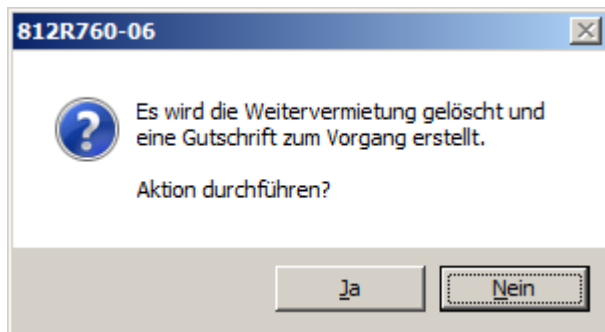 812R760-06
Es wird die Weitervermietung gelöscht und
eine Gutschrift zum Vorgang erstellt.
Aktion durchführen?
Ja
Nein